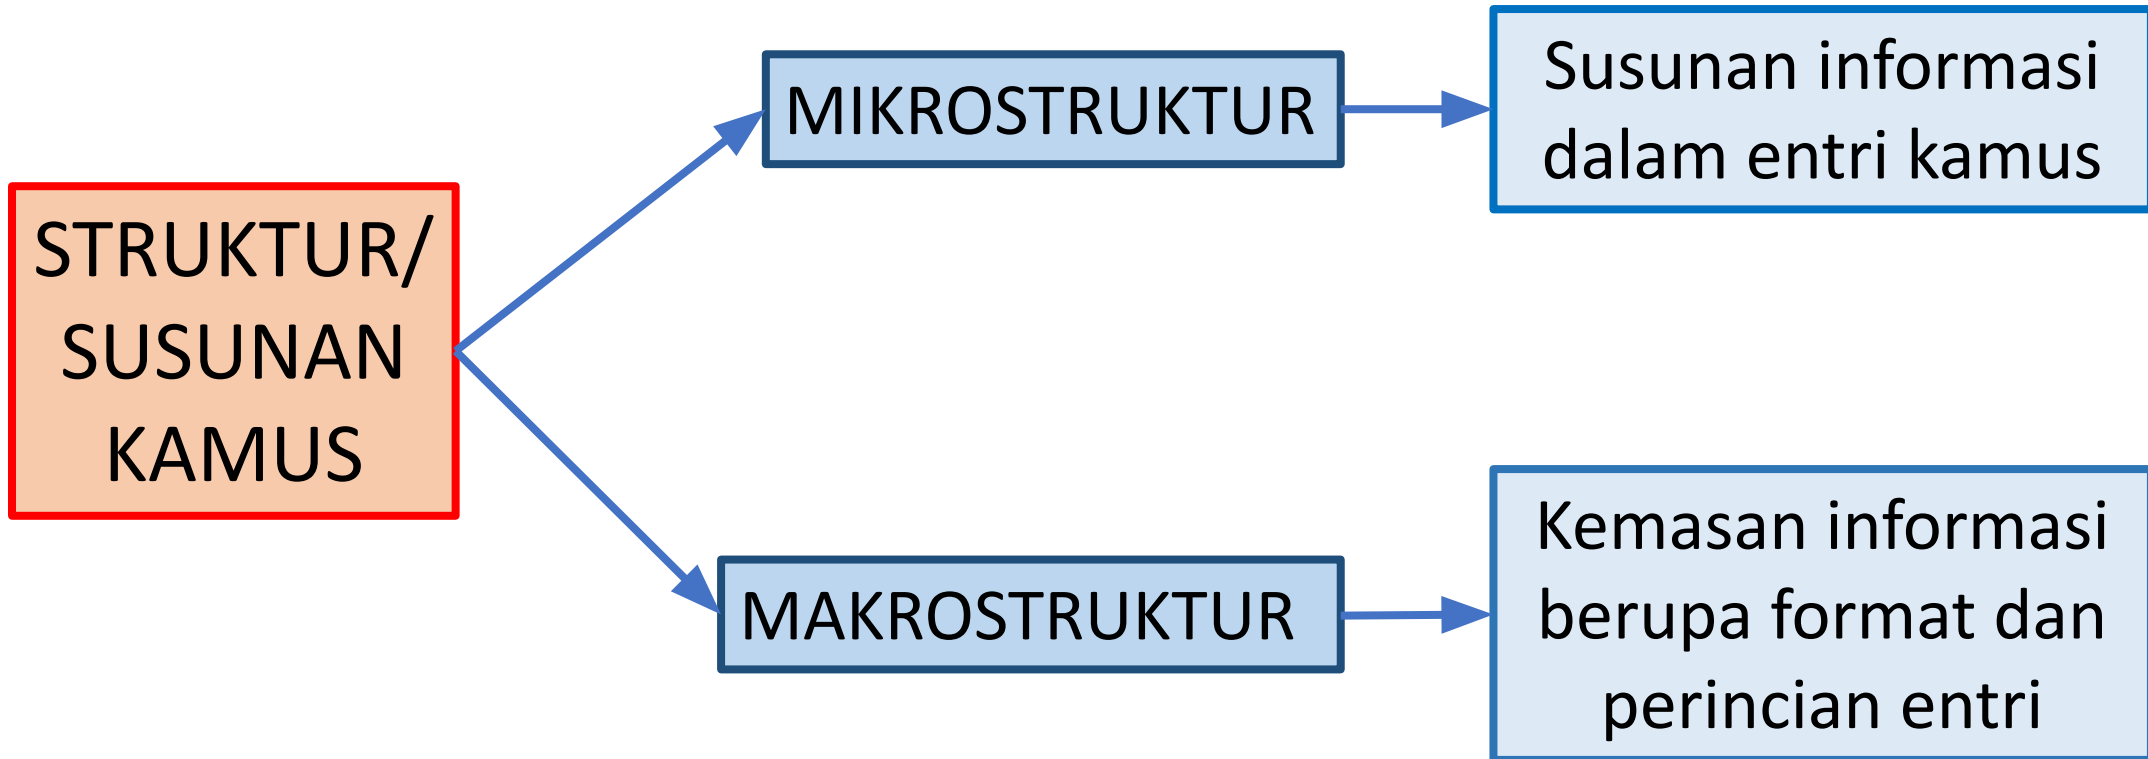 STRUKTUR/
SUSUNAN
KAMUS
MIKROSTRUKTUR
Susunan informasi
dalam entri kamus
MAKROSTRUKTUR
Kemasan informasi
berupa format dan
perincian entri